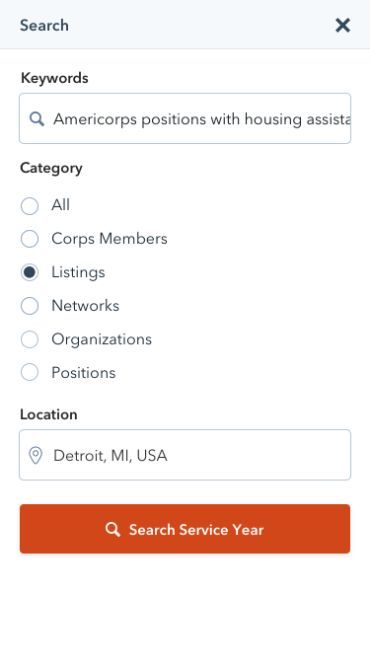 Search
Keywords
Americorps positions with housing assista
Category
All
Corps Members
Listings
Networks
Organizations
Positions
Location
Detroit, MI, USA
Search Service Year